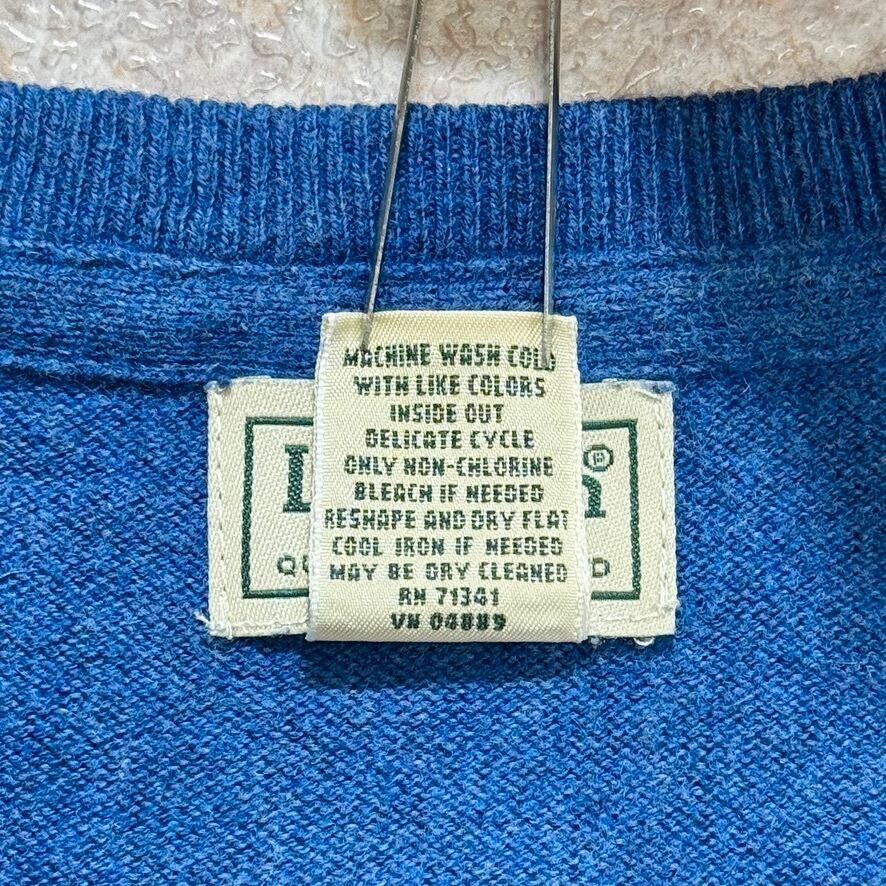 MACHINE WASH COLD
WITH LIKE COLORS
INSIDE OUT
DELICATE CYCLE
ONLY NON-CHLORINE
BLEACH IF NEEDED
RESHAPE AND DRY FLAT
COOL IRON IF NEEDED
MAY BE DRY CLEANED
RN 71341
VN 04889